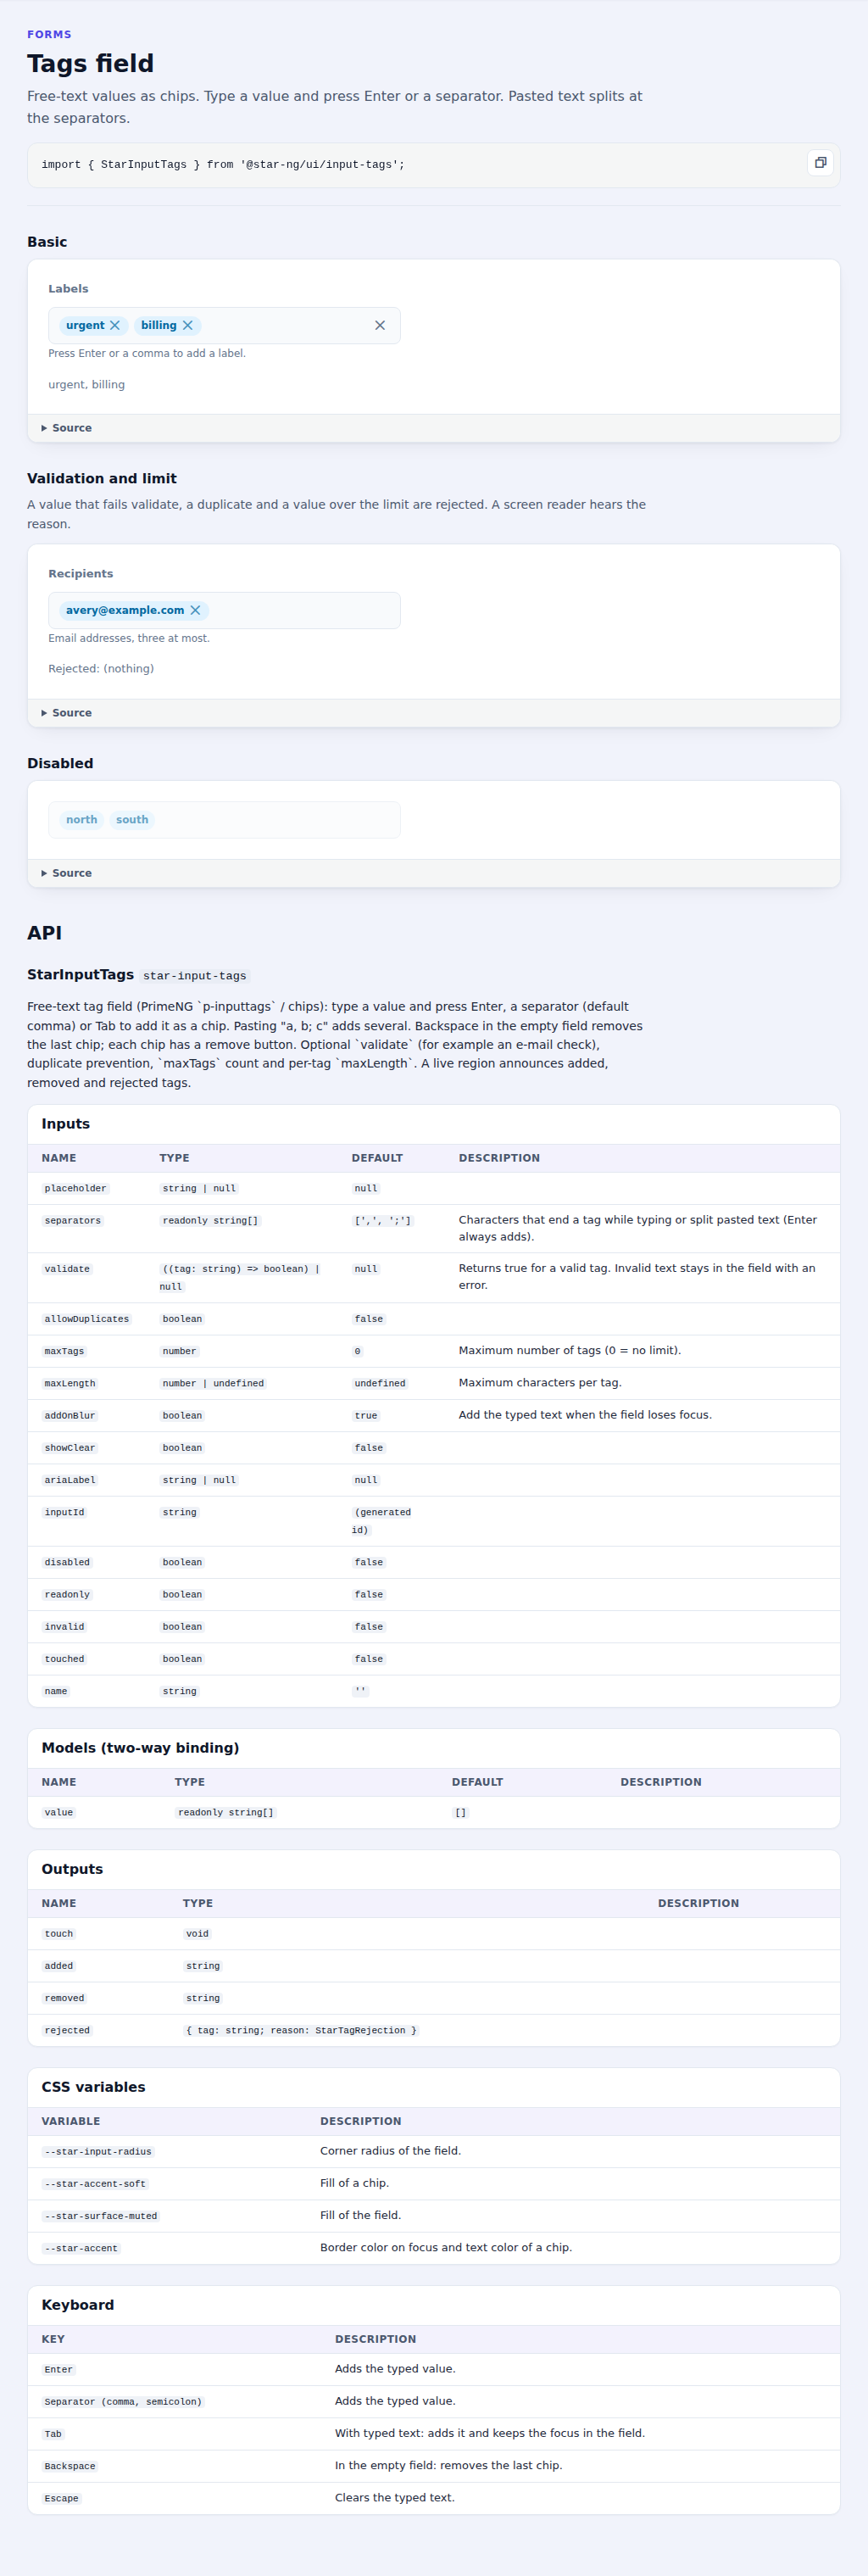 FORMS
Tags field
Free-text values as chips. Type a value and press Enter or a separator. Pasted text splits at
the separators.
import { StarInputTags } from '@star-ng/ui/input-tags';
Basic
Labels
urgent billing
Press Enter or a comma to add a label.
urgent, billing
Source
Validation and limit
A value that fails validate, a duplicate and a value over the limit are rejected. A screen reader hears the
reason.
Recipients
avery@example.com
Email addresses, three at most.
Rejected: (nothing)
Source
Disabled
north south
Source
API
StarInputTags star-input-tags
Free-text tag field (PrimeNG `p-inputtags` / chips): type a value and press Enter, a separator (default
comma) or Tab to add it as a chip. Pasting "a, b; c" adds several. Backspace in the empty field removes
the last chip; each chip has a remove button. Optional `validate` (for example an e-mail check),
duplicate prevention, `maxTags` count and per-tag `maxLength`. A live region announces added,
removed and rejected tags.
Inputs
NAME TYPE DEFAULT DESCRIPTION
placeholder string | null null
separators readonly string[] [',', ';'] Characters that end a tag while typing or split pasted text (Enter
always adds).
validate ((tag: string) => boolean) | null Returns true for a valid tag. Invalid text stays in the field with an
null error.
allowDuplicates boolean false
maxTags number 0 Maximum number of tags (0 = no limit).
maxLength number | undefined undefined Maximum characters per tag.
addOnBlur boolean true Add the typed text when the field loses focus.
showClear boolean false
ariaLabel string | null null
inputId string (generated
id)
disabled boolean false
readonly boolean false
invalid boolean false
touched boolean false
name string ''
Models (two-way binding)
NAME TYPE DEFAULT DESCRIPTION
value readonly string[] []
Outputs
NAME TYPE DESCRIPTION
touch void
added string
removed string
rejected { tag: string; reason: StarTagRejection }
CSS variables
VARIABLE DESCRIPTION
--star-input-radius Corner radius of the field.
--star-accent-soft Fill of a chip.
--star-surface-muted Fill of the field.
--star-accent Border color on focus and text color of a chip.
Keyboard
KEY DESCRIPTION
Enter Adds the typed value.
Separator (comma, semicolon) Adds the typed value.
Tab With typed text: adds it and keeps the focus in the field.
Backspace In the empty field: removes the last chip.
Escape Clears the typed text.